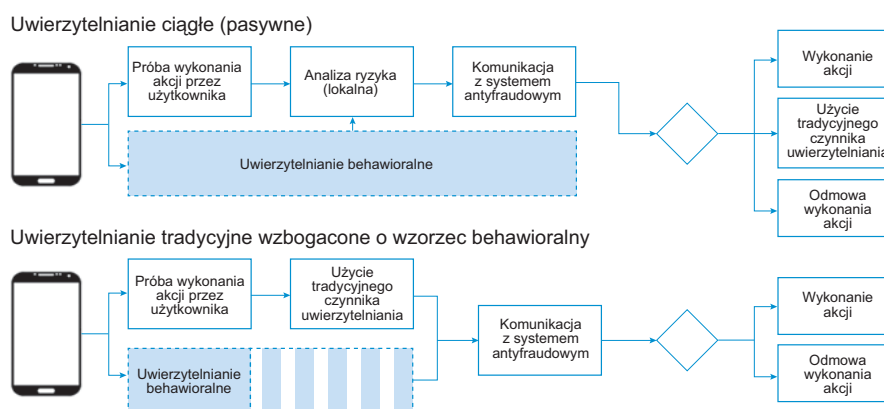 Uwierzytelnianie ciągłe (pasywne)
Próba wykonania
akcji przez
użytkownika
Analiza ryzyka
(lokalna)
Komunikacja
z systemem
antyfraudowym
Wykonanie
akcji
Użycie
tradycyjnego
czynnika
uwierzytelniania
Odmowa
wykonania
akcji
Uwierzytelnianie behawioralne
Uwierzytelnianie tradycyjne wzbogacone o wzorzec behawioralny
Próba wykonania
akcji przez
użytkownika
Użycie
tradycyjnego
czynnika
uwierzytelniania
Komunikacja
z systemem
antyfraudowym
Wykonanie
akcji
Odmowa
wykonania
akcji
Uwierzytelnianie
behawioralne